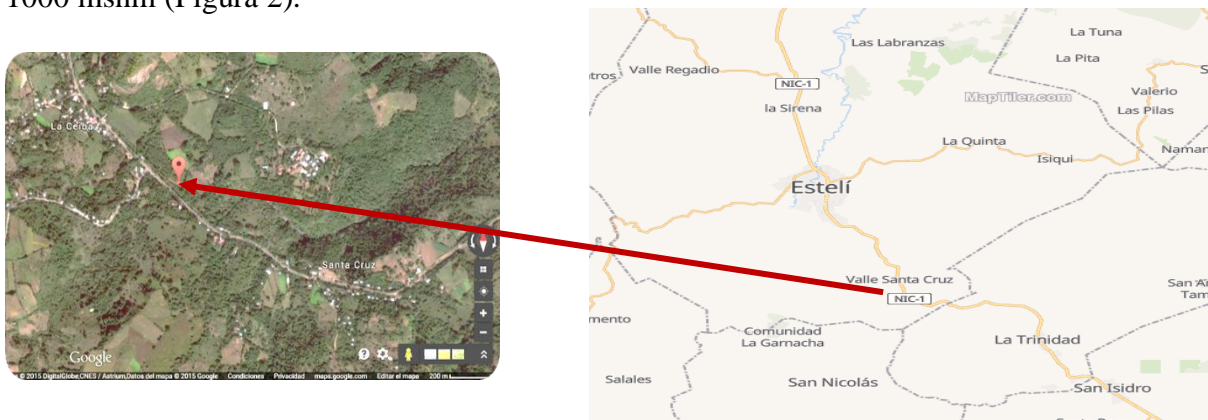 1000 msnm (Figura 2).
La Ceiba
Santa Cruz
Google
© 2015 DigitalGlobe,CNES / Astrium,Datos del mapa © 2015 Google Condiciones Privacidad maps.google.com Editar el mapa 200 m
Las Labranzas
La Tuna
La Pita
Valle Regadio
NIC-1
Valerio
MapTiler.com
la Sirena
Las Pilas
La Quinta
Isiqui
Estelí
Valle Santa Cruz
NIC-1
Comunidad
La Garnacha
La Trinidad
Salales
San Nicolás
San Isidro